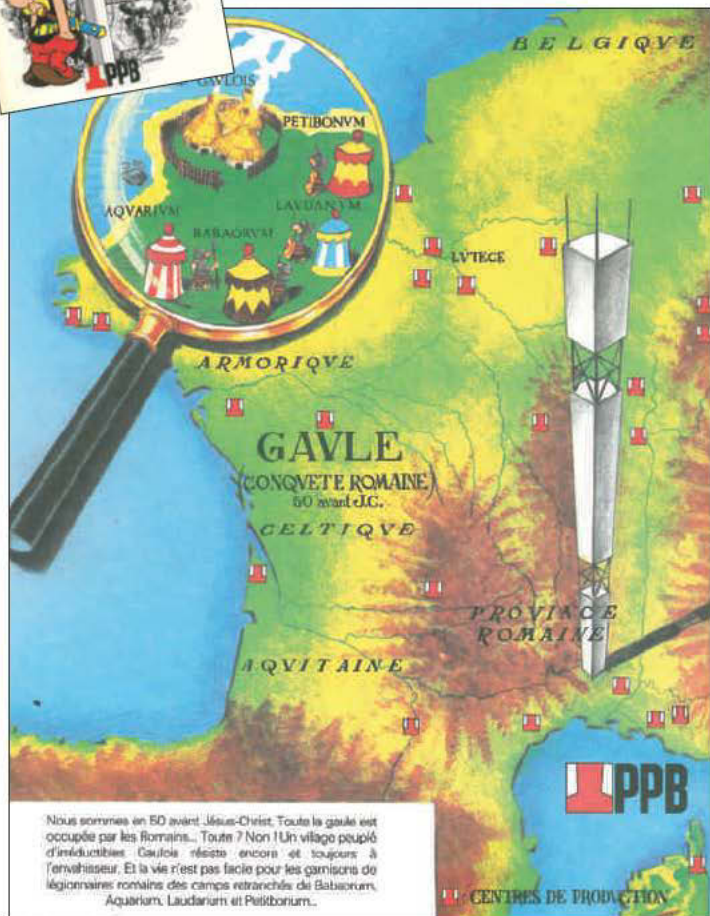 PPB
BELGIQVE
GAVLOIS
PETIBONVM
AQVARIVM
LAVDANVM
BABAORVM
LVTECE
ARMORIQVE
GAVLE
(CONQVETE ROMAINE)
50 avant J.C.
CELTIQVE
PROVINCE
ROMAINE
AQVITAINE
PPB
Nous sommes en 50 avant Jésus-Christ. Toute la gaule est
occupée par les Romains... Toute ? Non ! Un village peuplé
d'irréductibles Gaulois résiste encore et toujours à
l'envahisseur. Et la vie n'est pas facile pour les garnisons de
légionnaires romains des camps retranchés de Babaorum,
Aquarium, Laudanum et Petitbonum...
: CENTRES DE PRODVCTION